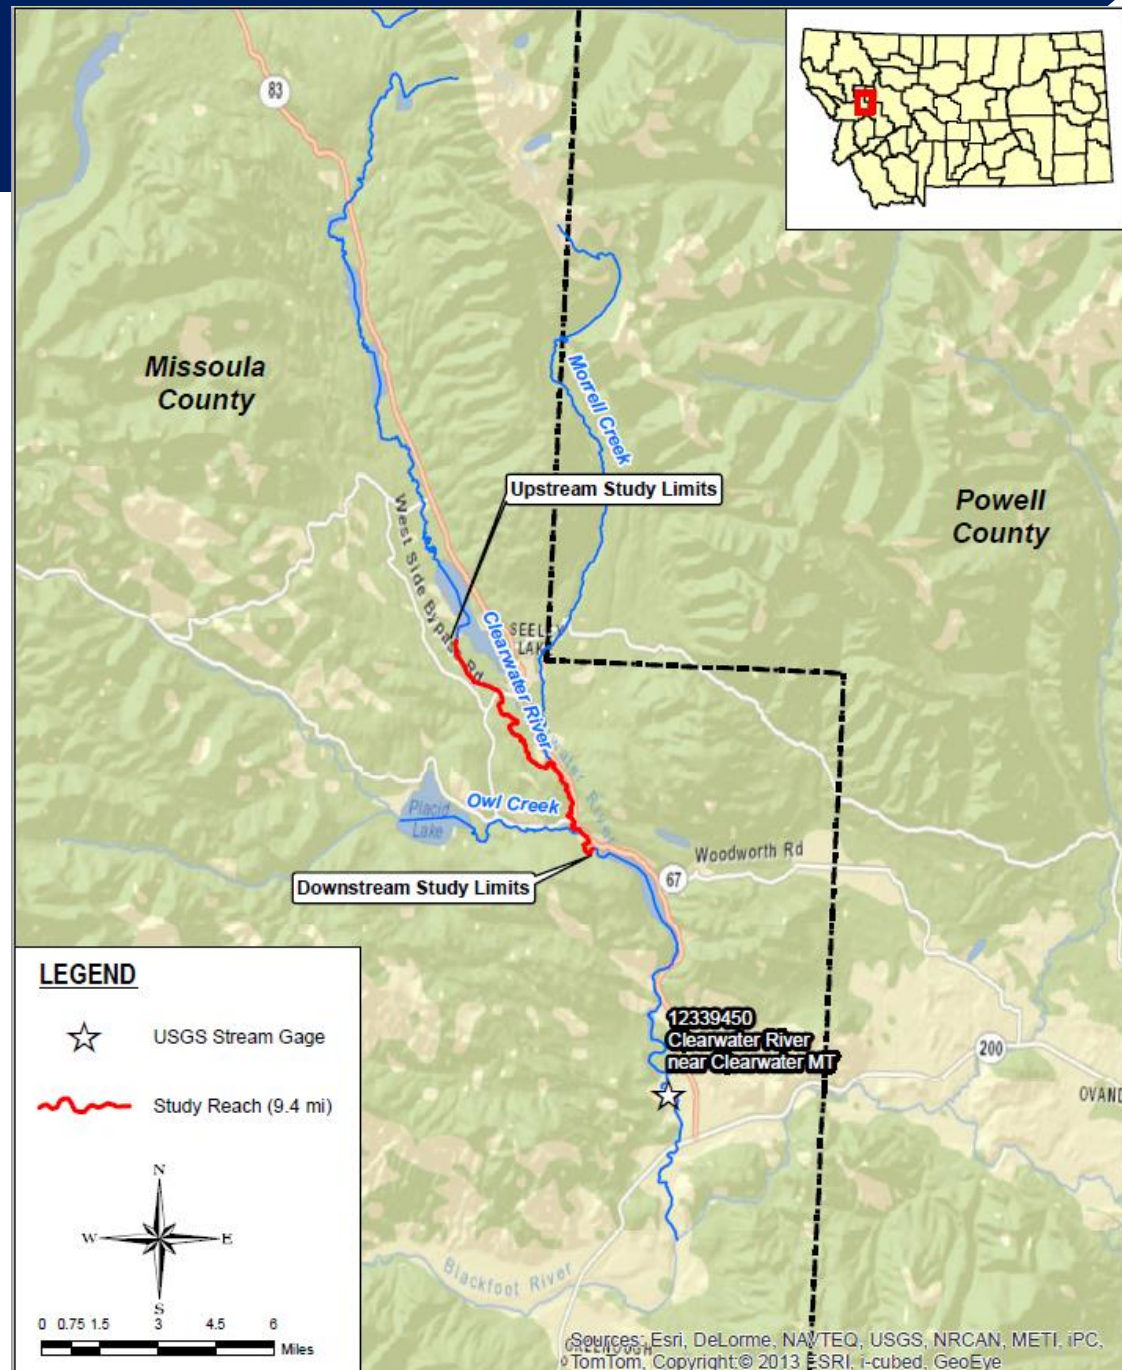 83
Missoula
County
Morrell Creek
Upstream Study Limits
Powell
County
West Side Bypass Rd
Clearwater River
SEELEY
LAKE
Placid
Lake
Owl Creek
Woodworth Rd
Downstream Study Limits
67
LEGEND
USGS Stream Gage
Study Reach (9.4 mi)
12339450
Clearwater River
near Clearwater MT
200
OVAND
N
W
E
S
Blackfoot River
0 0.75 1.5 3 4.5 6
Miles
Sources: Esri, DeLorme, NAVTEQ, USGS, NRCAN, METI, iPC,
TomTom, Copyright:© 2013 ESRI, i-cubed, GeoEye